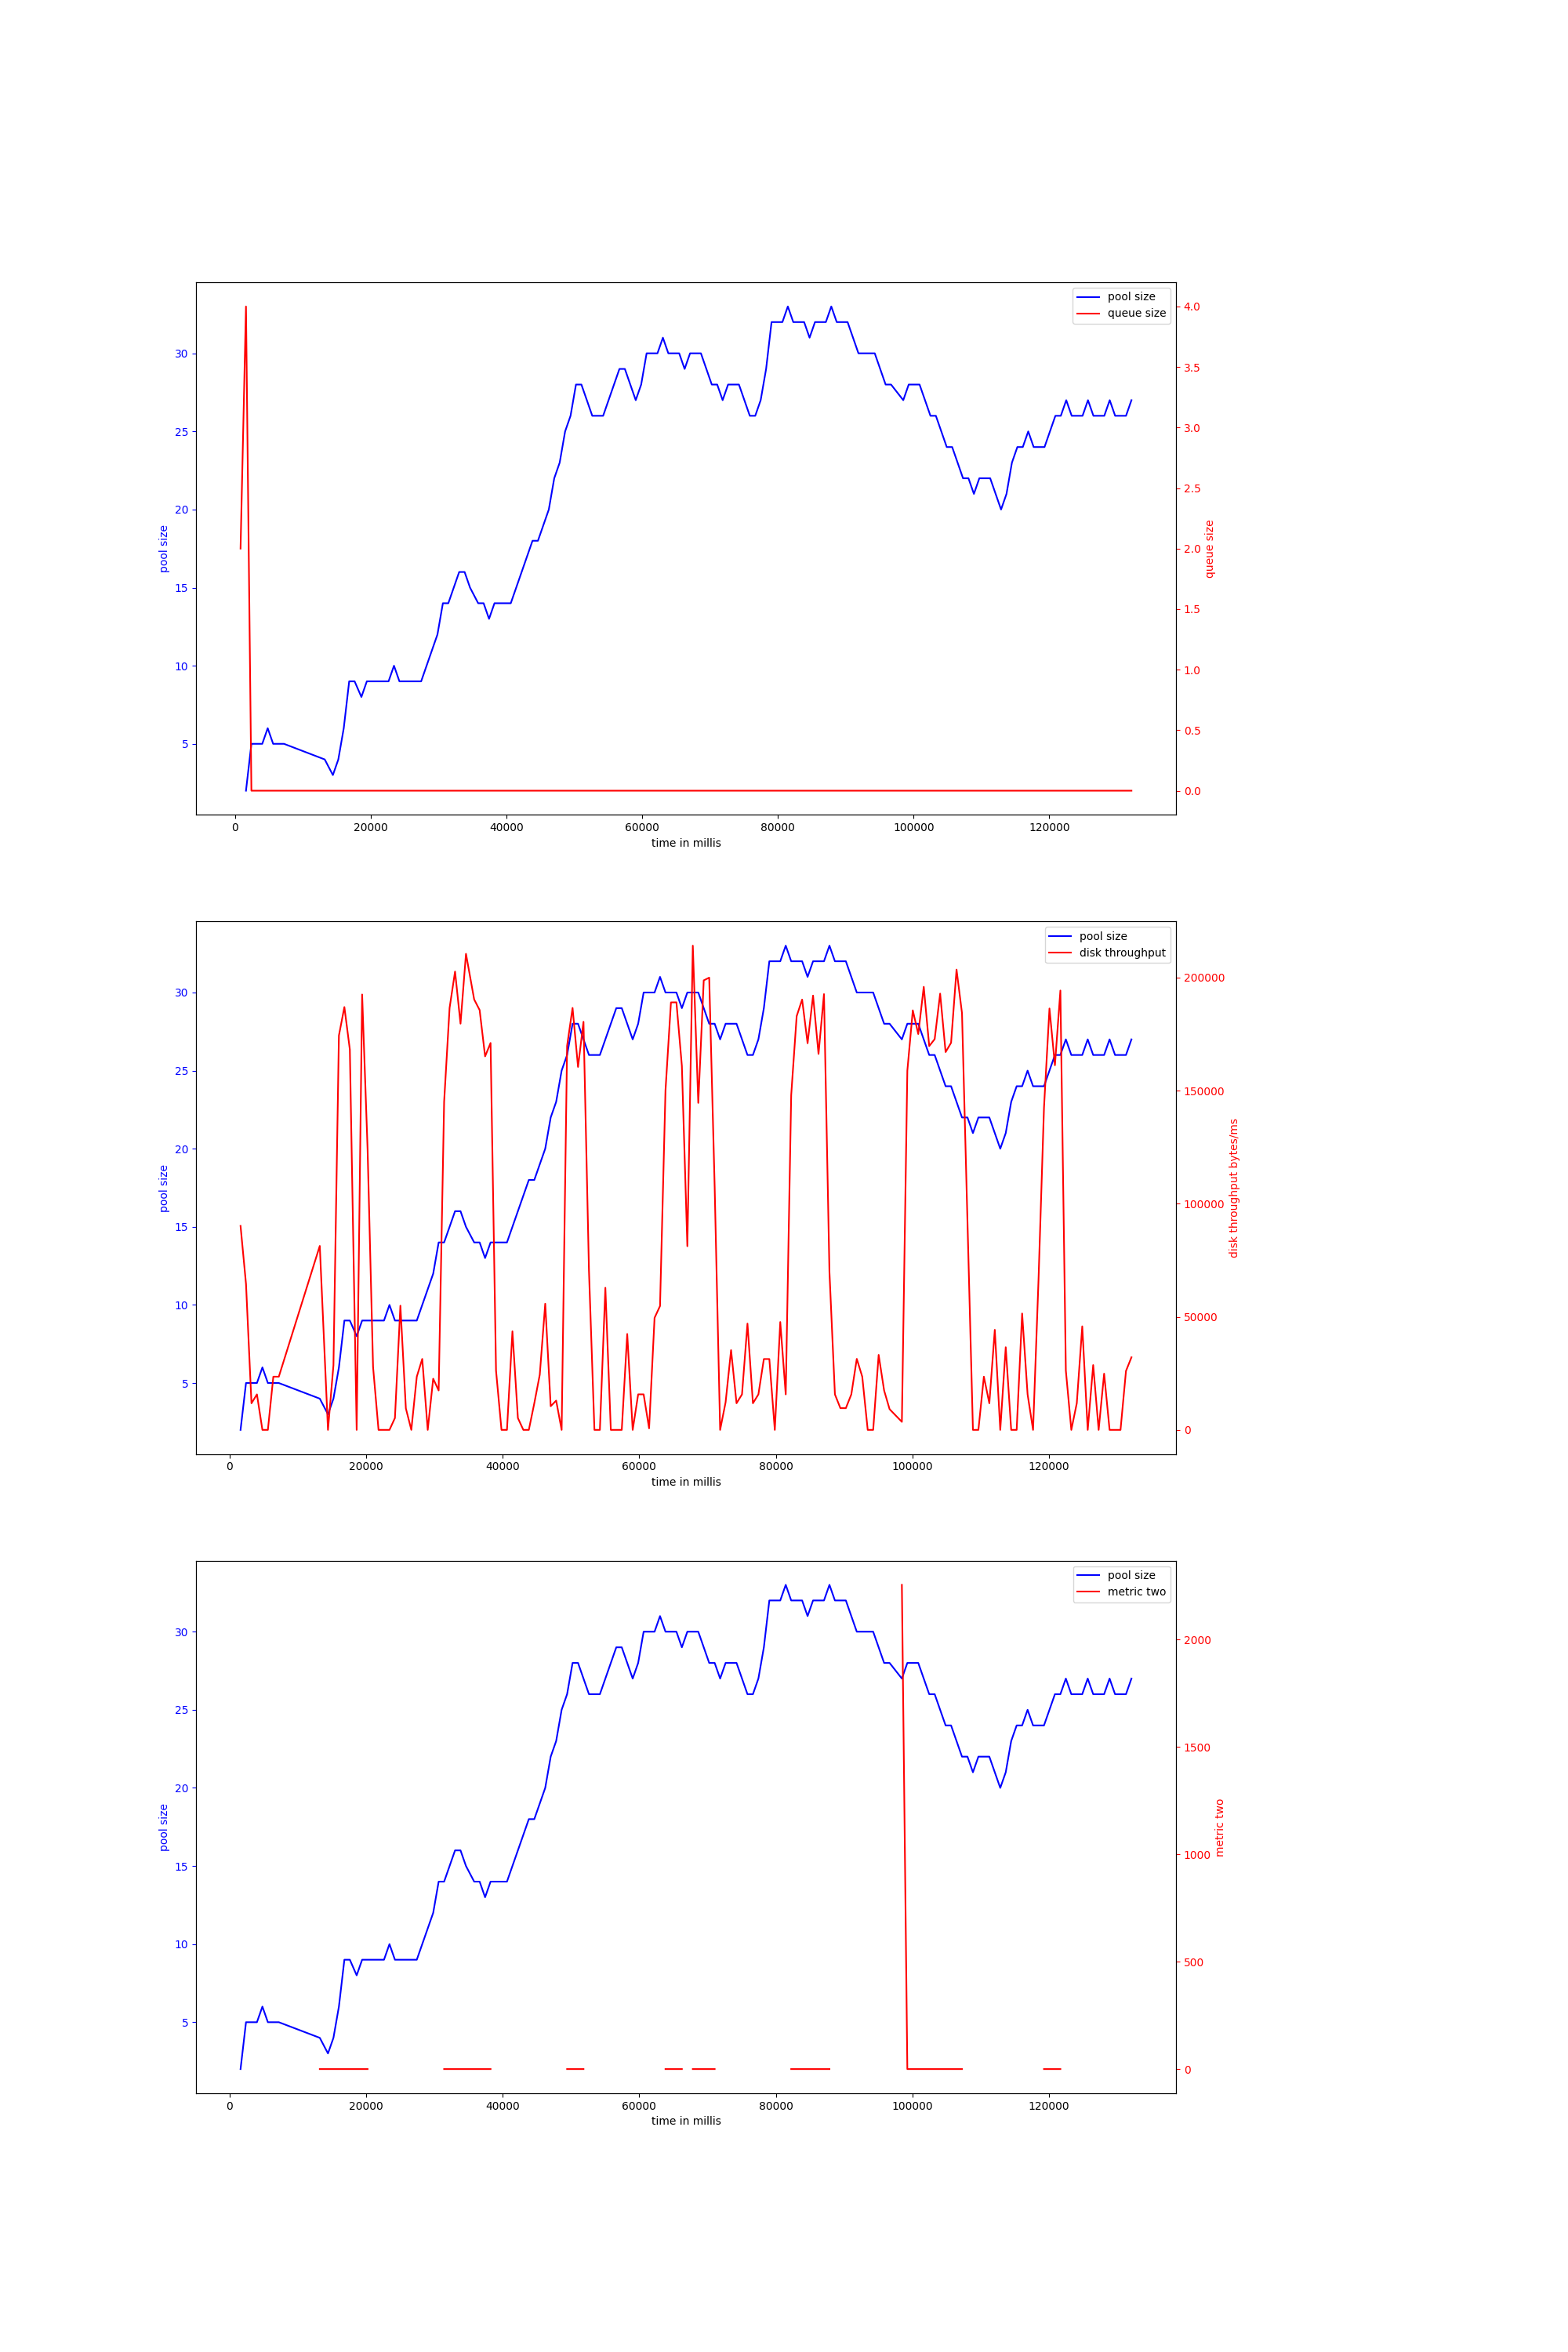 pool size
queue size
4.0
3.5
3.0
2.5
2.0
1.5
1.0
0.5
0.0
30
25
20
15
10
5
pool size
queue size
0 20000 40000 60000 80000 100000 120000
time in millis
pool size
disk throughput
200000
150000
100000
50000
0
30
25
20
15
10
5
pool size
disk throughput bytes/ms
0 20000 40000 60000 80000 100000 120000
time in millis
pool size
metric two
2000
1500
1000
500
0
30
25
20
15
10
5
pool size
metric two
0 20000 40000 60000 80000 100000 120000
time in millis